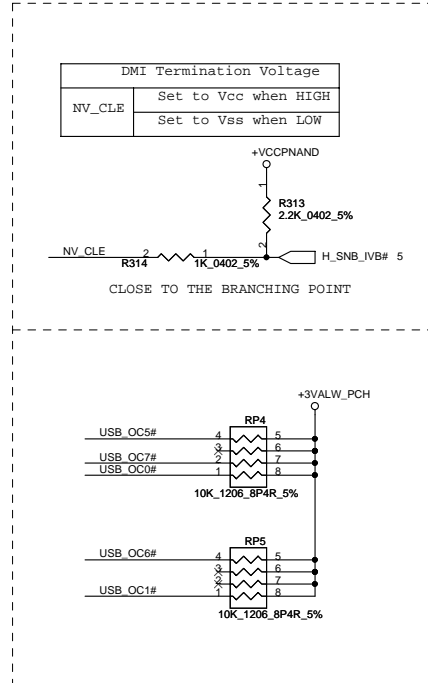 DMI Termination Voltage
NV_CLE
Set to Vcc when HIGH
Set to Vss when LOW
+VCCPNAND
1
R313
2.2K_0402_5%
2
NV_CLE
2
1
R314
1K_0402_5%
H_SNB_IVB# 5
CLOSE TO THE BRANCHING POINT
+3VALW_PCH
RP4
USB_OC5#
4
5
3
6
USB_OC7#
2
7
USB_OC0#
1
8
10K_1206_8P4R_5%
RP5
USB_OC6#
4
5
3
6
2
7
USB_OC1#
1
8
10K_1206_8P4R_5%